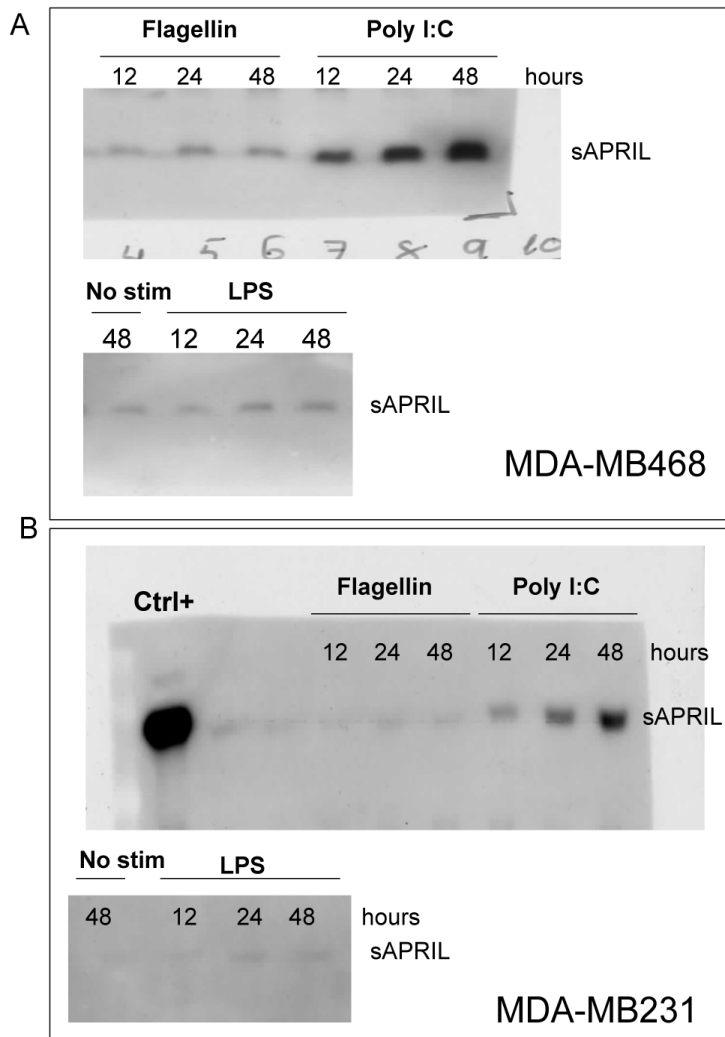 A
Flagellin Poly I:C
12 24 48 12 24 48 hours
sAPRIL
4 5 6 7 8 9 10
No stim LPS
48 12 24 48
sAPRIL
MDA-MB468
B
Ctrl+ Flagellin Poly I:C
12 24 48 12 24 48 hours
sAPRIL
No stim LPS
48 12 24 48 hours
sAPRIL
MDA-MB231